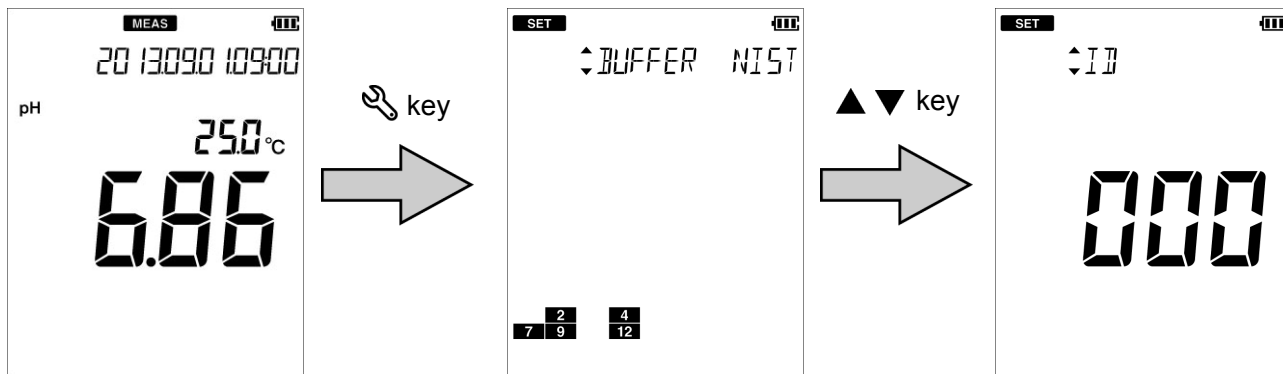 MEAS
2013.09.01.09:00
pH
25.0 °C
6.86
key
SET
BUFFER NIST
2 4
7 9 12
▲ ▼ key
SET
ID
000